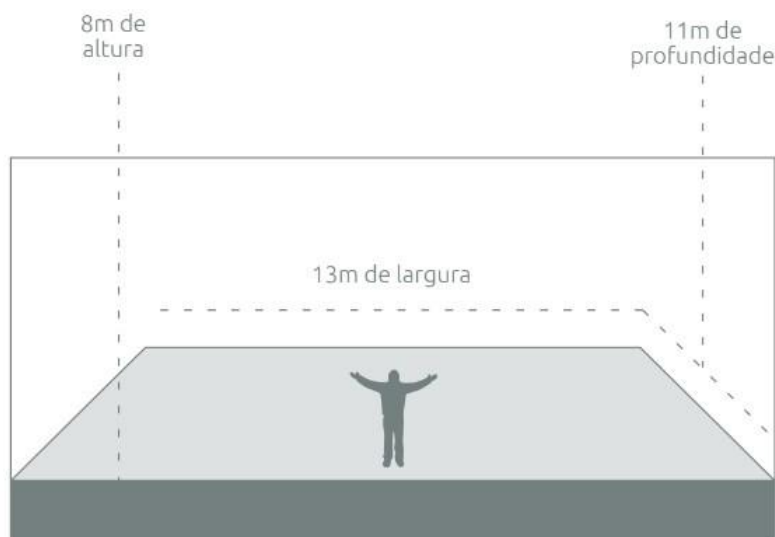 8m de
altura
11m de
profundidade
13m de largura